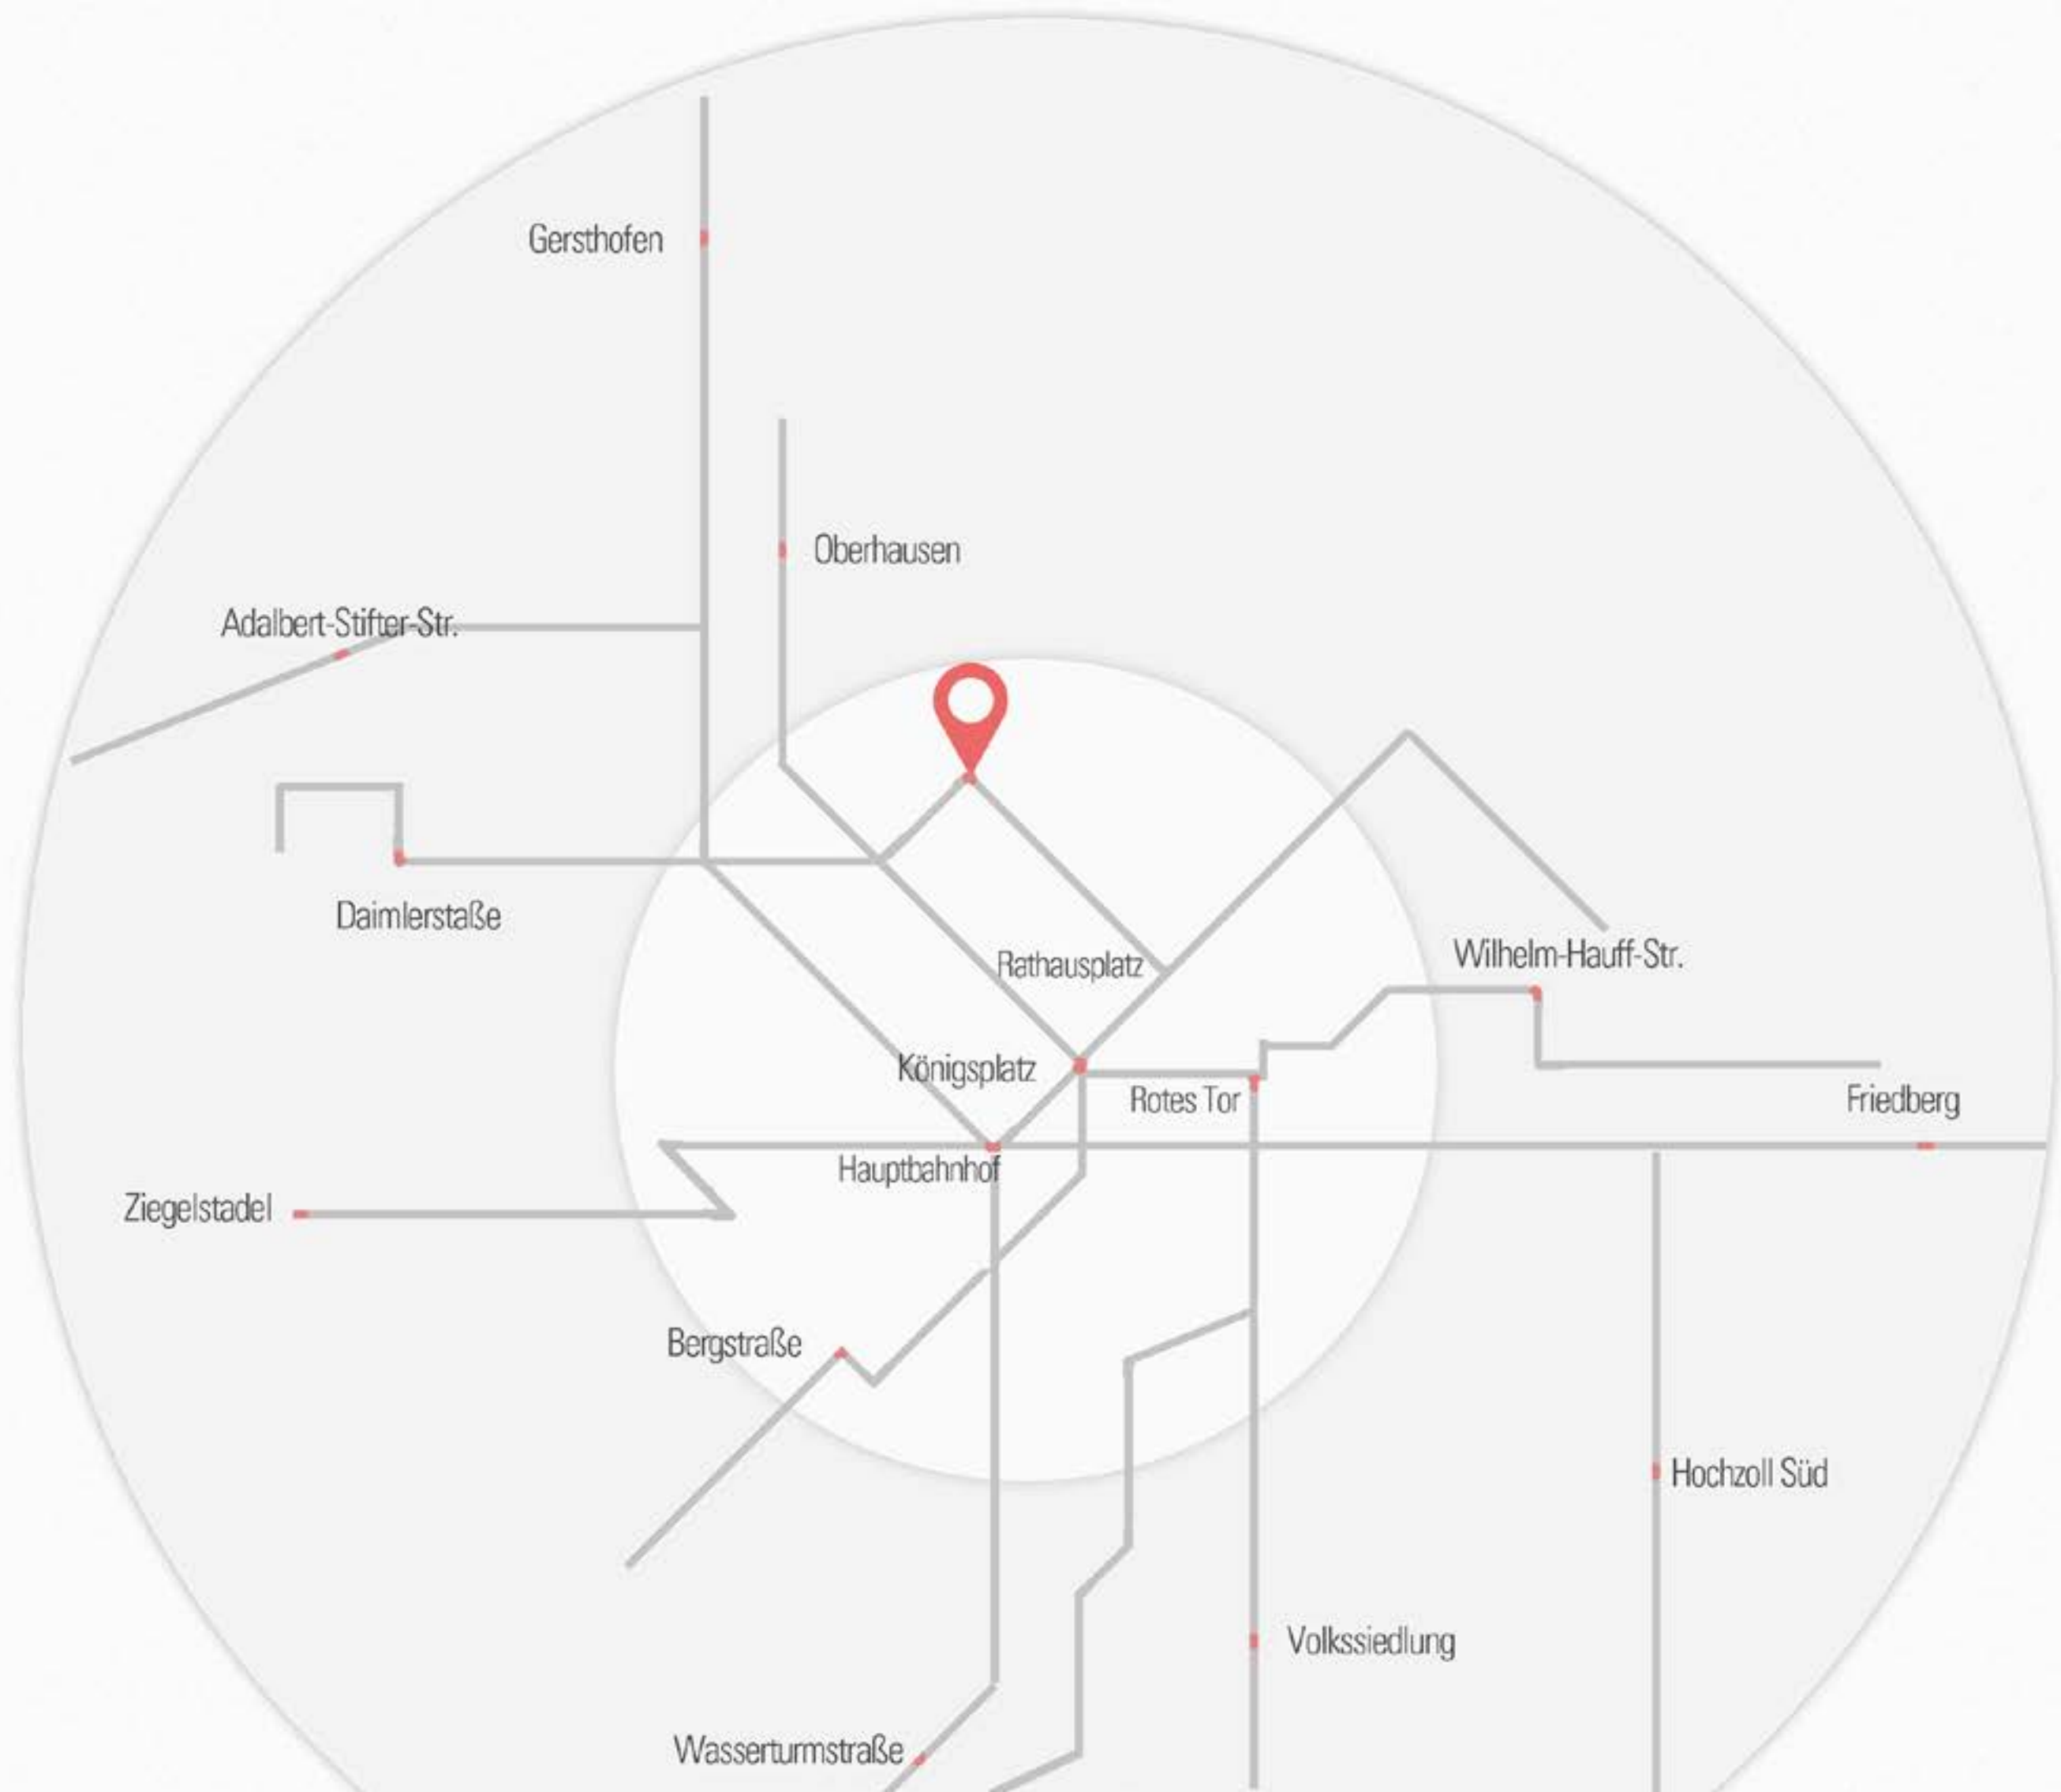 Gersthofen
Oberhausen
Adalbert-Stifter-Str.
Daimlerstaße
Wilhelm-Hauff-Str.
Rathausplatz
Königsplatz
Rotes Tor
Friedberg
Hauptbahnhof
Ziegelstadel
Bergstraße
Hochzoll Süd
Volkssiedlung
Wasserturmstraße